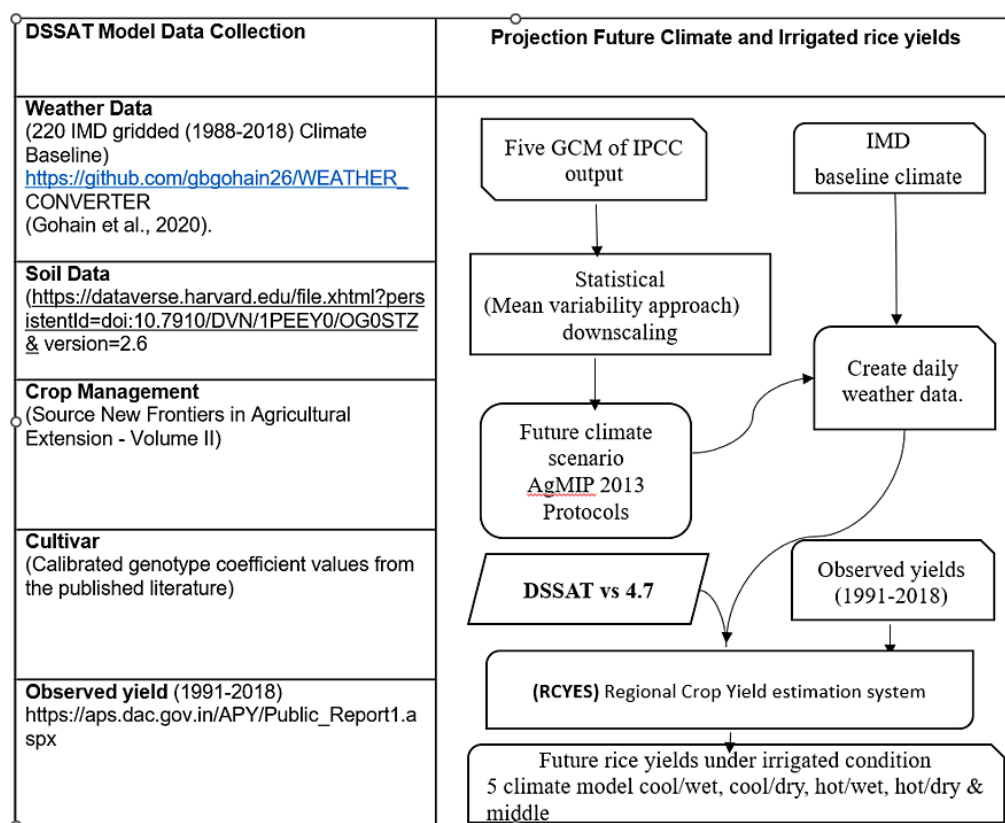 DSSAT Model Data Collection
Projection Future Climate and Irrigated rice yields
Weather Data
(220 IMD gridded (1988-2018) Climate
Baseline)
https://github.com/gbgohain26/WEATHER_
CONVERTER
(Gohain et al., 2020).
Soil Data
(https://dataverse.harvard.edu/file.xhtml?pers
istentId=doi:10.7910/DVN/1PEEY0/OG0STZ
& version=2.6
Crop Management
(Source New Frontiers in Agricultural
Extension - Volume II)
Cultivar
(Calibrated genotype coefficient values from
the published literature)
Observed yield (1991-2018)
https://aps.dac.gov.in/APY/Public_Report1.a
spx
Five GCM of IPCC
output
IMD
baseline climate
Statistical
(Mean variability approach)
downscaling
Create daily
weather data.
Future climate
scenario
AgMIP 2013
Protocols
DSSAT vs 4.7
Observed yields
(1991-2018)
(RCYES) Regional Crop Yield estimation system
Future rice yields under irrigated condition
5 climate model cool/wet, cool/dry, hot/wet, hot/dry &
middle